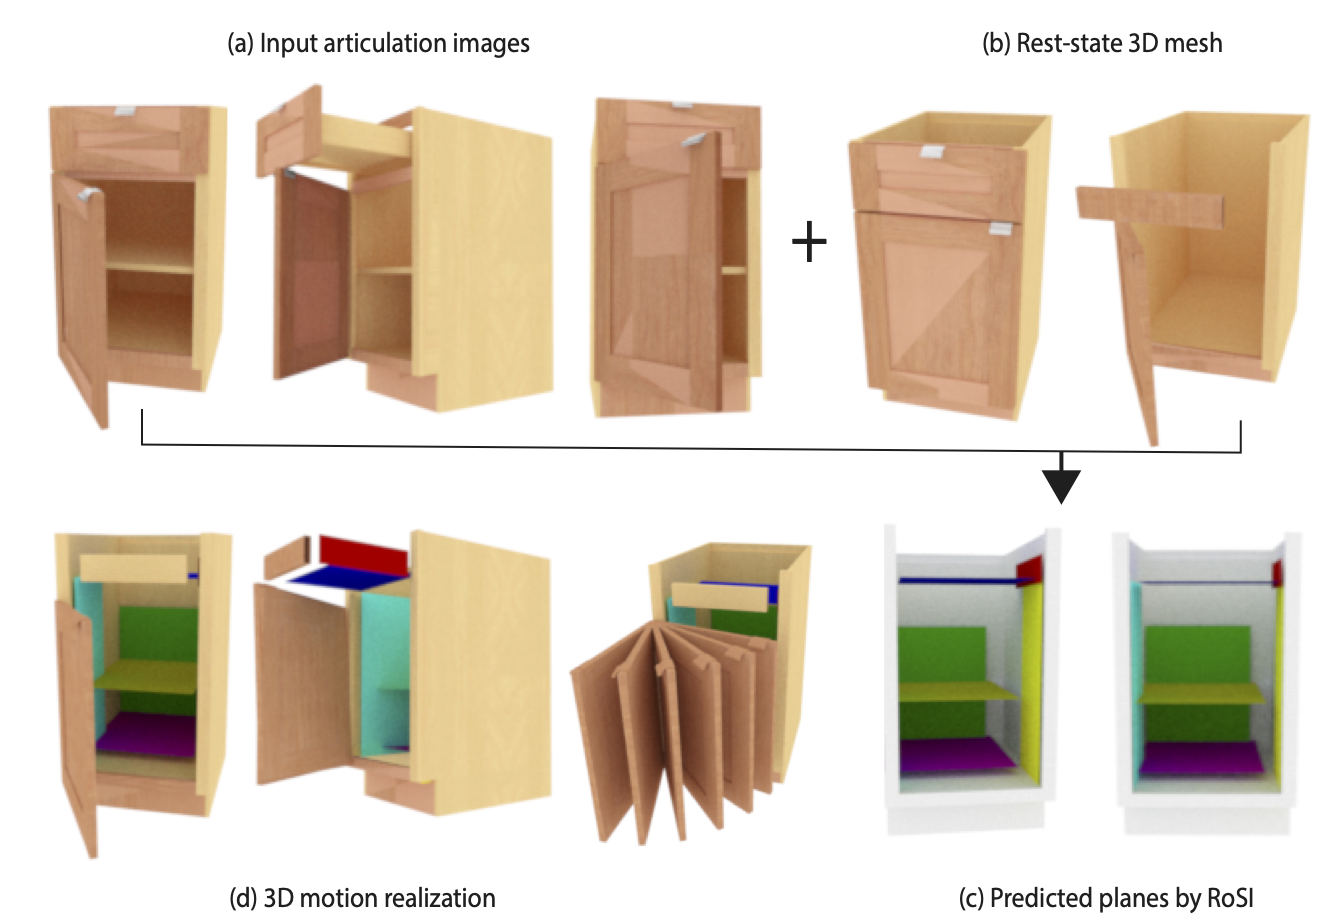 (a) Input articulation images
(b) Rest-state 3D mesh
(d) 3D motion realization
(c) Predicted planes by RoSI